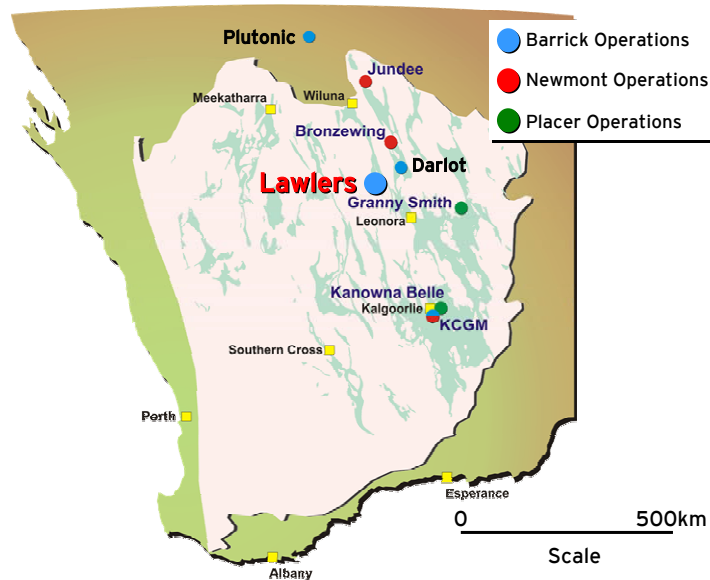 Plutonic
Barrick Operations
Jundee
Newmont Operations
Meekatharra
Wiluna
Placer Operations
Bronzewing
Darlot
Lawlers
Granny Smith
Leonora
Kanowna Belle
Kalgoorlie
KCGM
Southern Cross
Perth
Esperance
0 500km
Scale
Albany